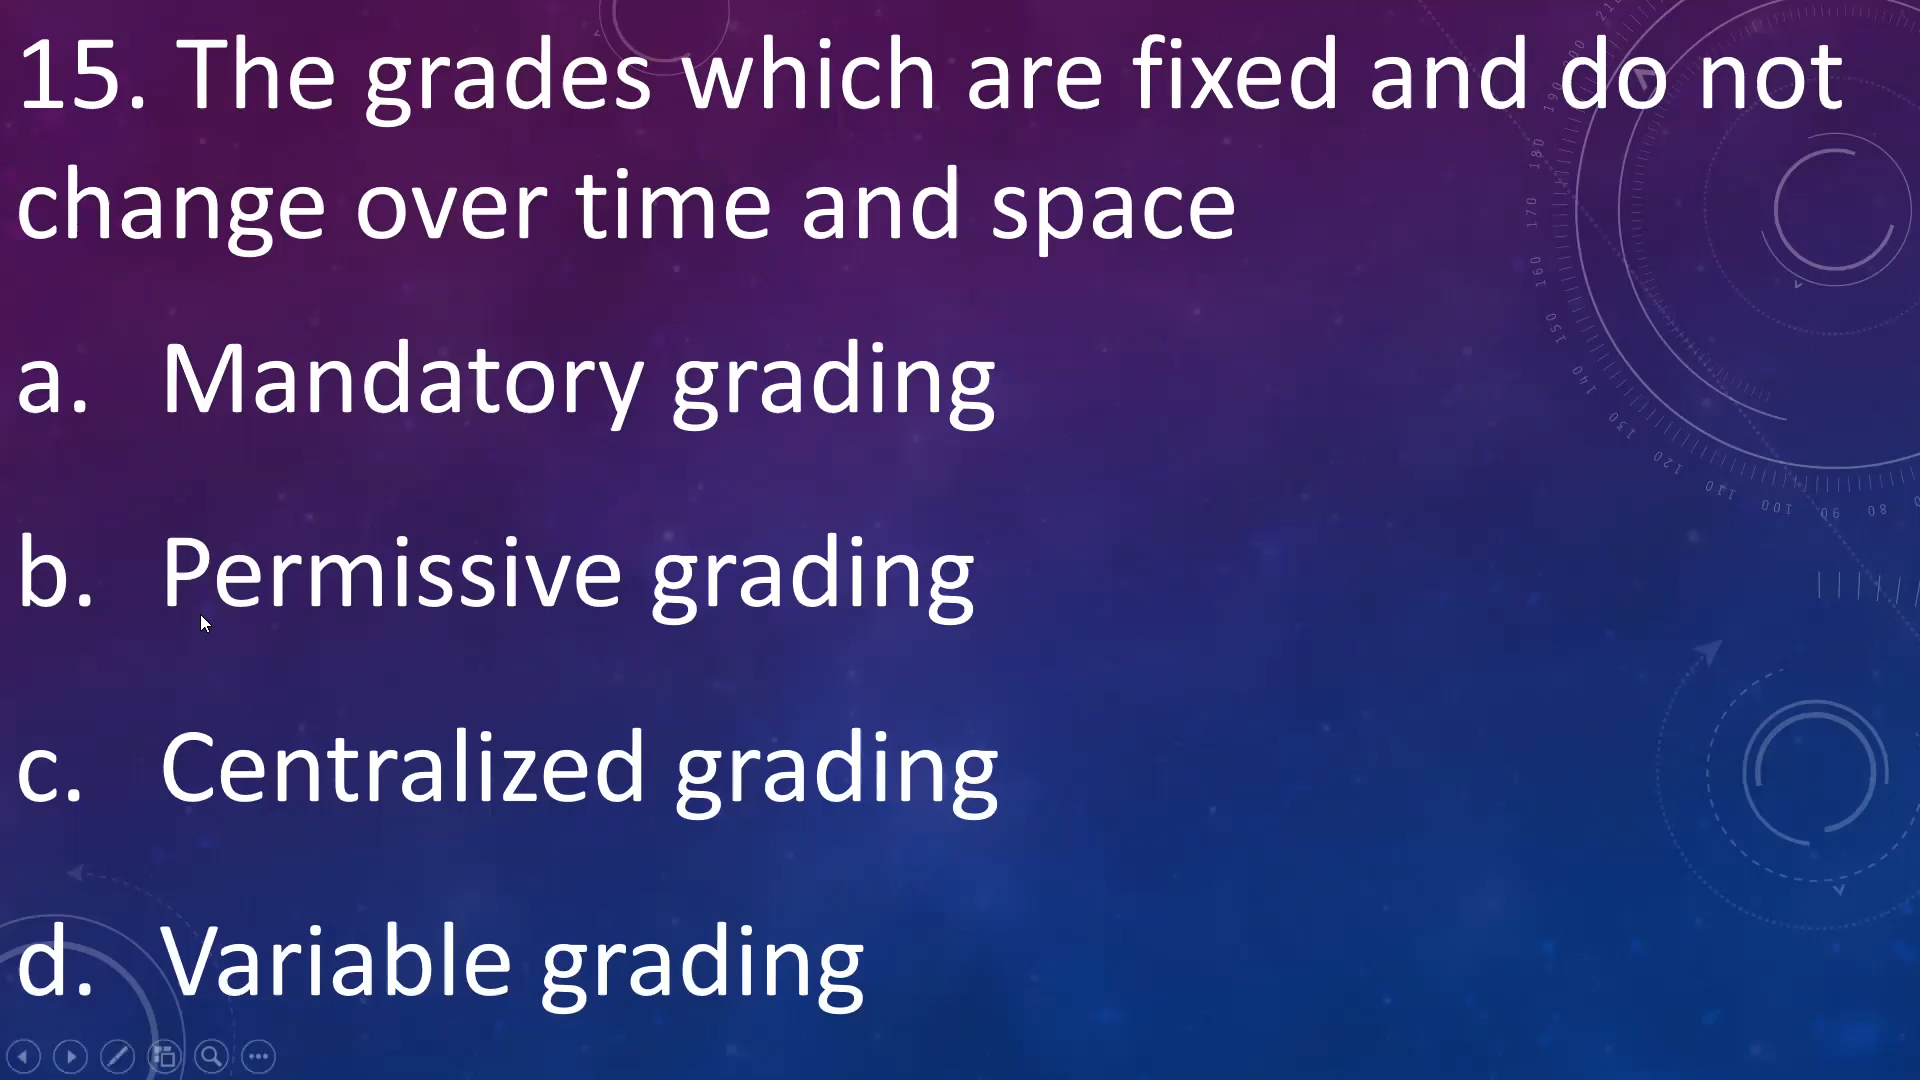 15. The grades which are fixed and do not
change over time and space
a. Mandatory grading
b. Permissive grading
c. Centralized grading
d. Variable grading